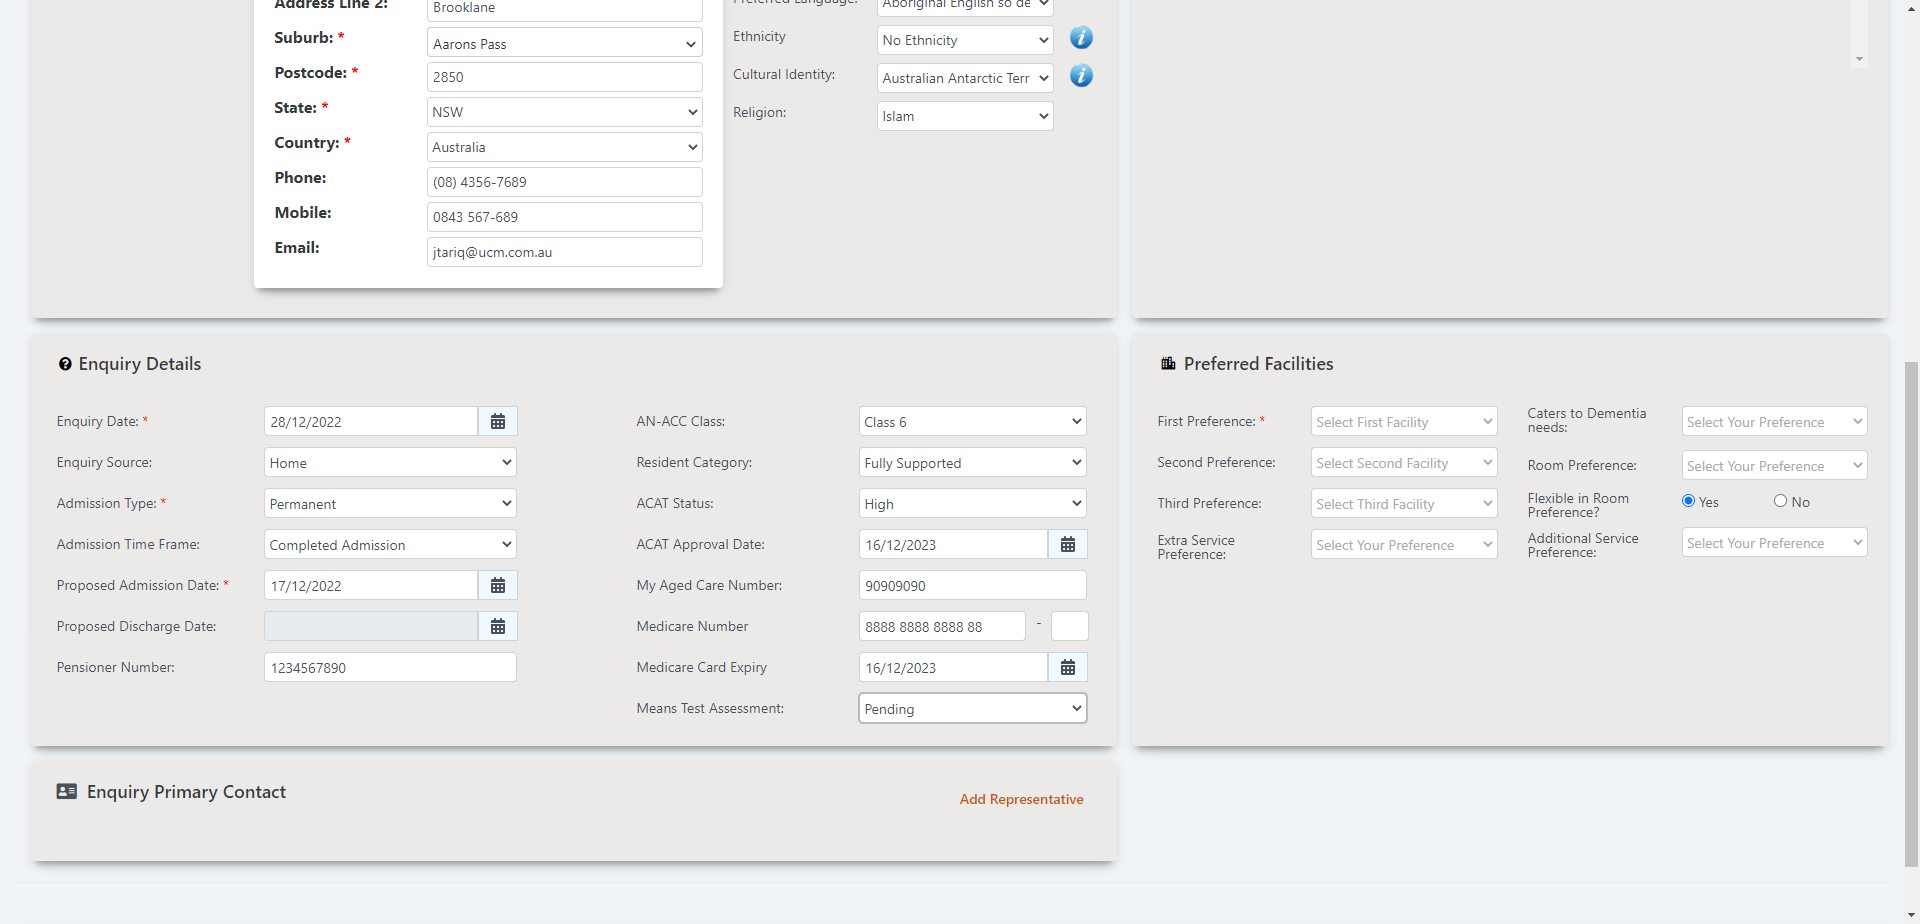 Address Line 2: Brooklane
Suburb: * Aarons Pass
Postcode: * 2850
State: * NSW
Country: * Australia
Phone: (08) 4356-7689
Mobile: 0843 567-689
Email: jtariq@ucm.com.au
Preferred Language: Aboriginal English so de
Ethnicity No Ethnicity
Cultural Identity: Australian Antarctic Terr
Religion: Islam
Enquiry Details
Enquiry Date: * 28/12/2022
Enquiry Source: Home
Admission Type: * Permanent
Admission Time Frame: Completed Admission
Proposed Admission Date: * 17/12/2022
Proposed Discharge Date:
Pensioner Number: 1234567890
AN-ACC Class: Class 6
Resident Category: Fully Supported
ACAT Status: High
ACAT Approval Date: 16/12/2023
My Aged Care Number: 90909090
Medicare Number 8888 8888 8888 88 -
Medicare Card Expiry 16/12/2023
Means Test Assessment: Pending
Preferred Facilities
First Preference: * Select First Facility
Second Preference: Select Second Facility
Third Preference: Select Third Facility
Extra Service
Preference: Select Your Preference
Caters to Dementia
needs: Select Your Preference
Room Preference: Select Your Preference
Flexible in Room
Preference? Yes No
Additional Service
Preference: Select Your Preference
Enquiry Primary Contact
Add Representative